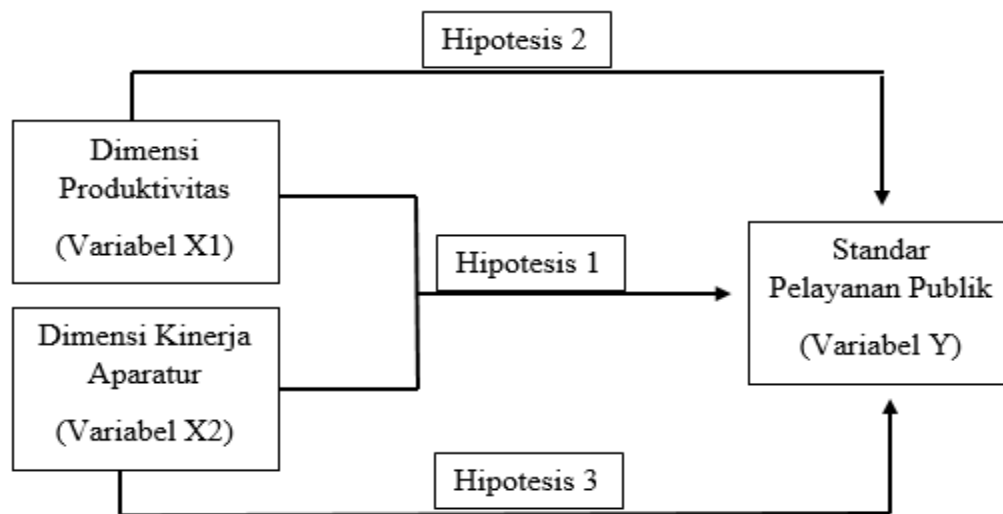 Hipotesis 2
Dimensi
Produktivitas
(Variabel X1)
Hipotesis 1
Standar
Pelayanan Publik
(Variabel Y)
Dimensi Kinerja
Aparatur
(Variabel X2)
Hipotesis 3